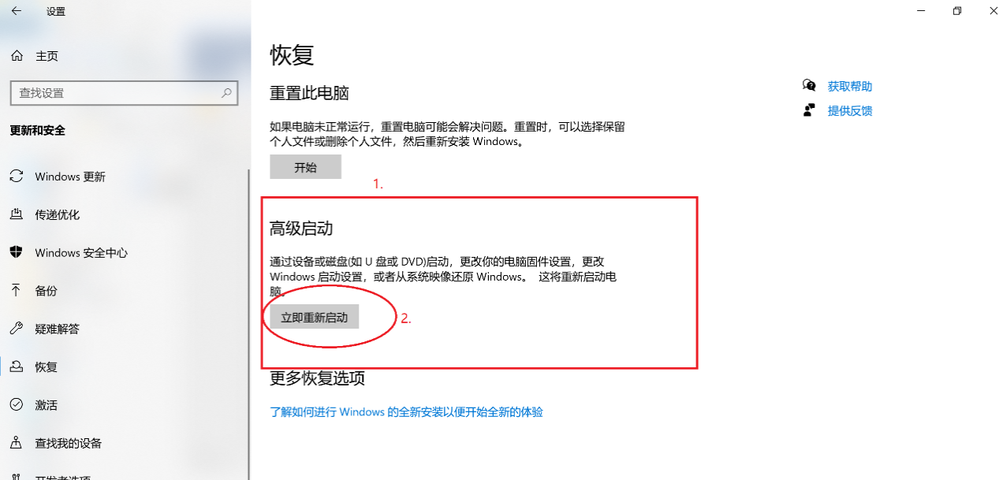 设置
主页
查找设置
更新和安全
Windows 更新
传递优化
Windows 安全中心
备份
疑难解答
恢复
激活
查找我的设备
开发者选项
恢复
重置此电脑
如果电脑未正常运行，重置电脑可能会解决问题。重置时，可以选择保留
个人文件或删除个人文件，然后重新安装 Windows。
开始
1.
高级启动
通过设备或磁盘(如 U 盘或 DVD)启动，更改你的电脑固件设置，更改
Windows 启动设置，或者从系统映像还原 Windows。 这将重新启动电
脑。
立即重新启动
2.
更多恢复选项
了解如何进行 Windows 的全新安装以便开始全新的体验
获取帮助
提供反馈